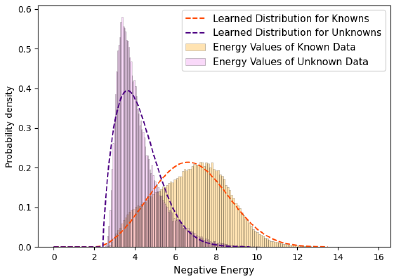 0.6
0.5
0.4
0.3
0.2
0.1
0.0
Probability density
Learned Distribution for Knowns
Learned Distribution for Unknowns
Energy Values of Known Data
Energy Values of Unknown Data
0 2 4 6 8 10 12 14 16
Negative Energy